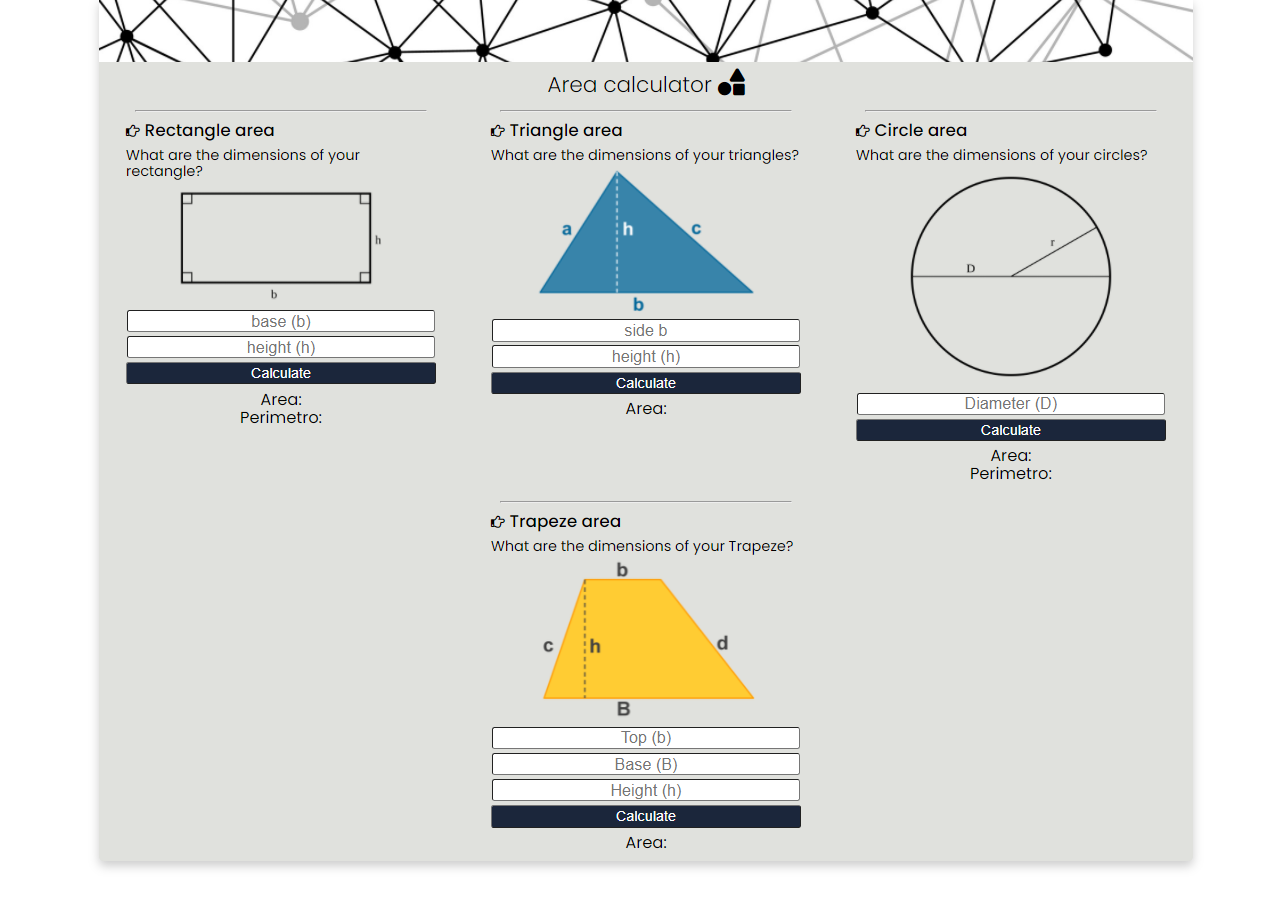 Area calculator
Rectangle area
What are the dimensions of your
rectangle?
h
b
base (b)
height (h)
Calculate
Area:
Perimetro:
Triangle area
What are the dimensions of your triangles?
a
h
c
b
side b
height (h)
Calculate
Area:
Circle area
What are the dimensions of your circles?
r
D
Diameter (D)
Calculate
Area:
Perimetro:
Trapeze area
What are the dimensions of your Trapeze?
b
c
h
d
B
Top (b)
Base (B)
Height (h)
Calculate
Area: